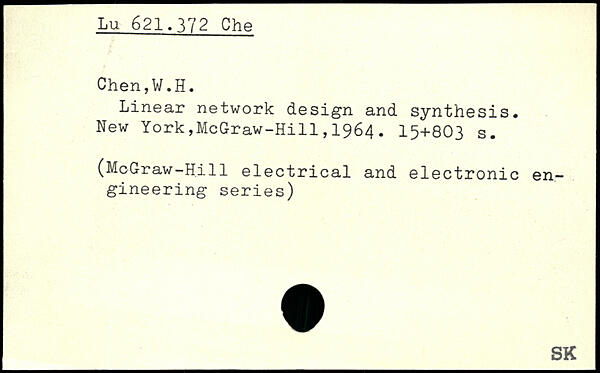 Lu 621.372 Che
Chen,W.H.
Linear network design and synthesis.
New York,McGraw-Hill,1964. 15+803 s.
(McGraw-Hill electrical and electronic en-
gineering series)
SK